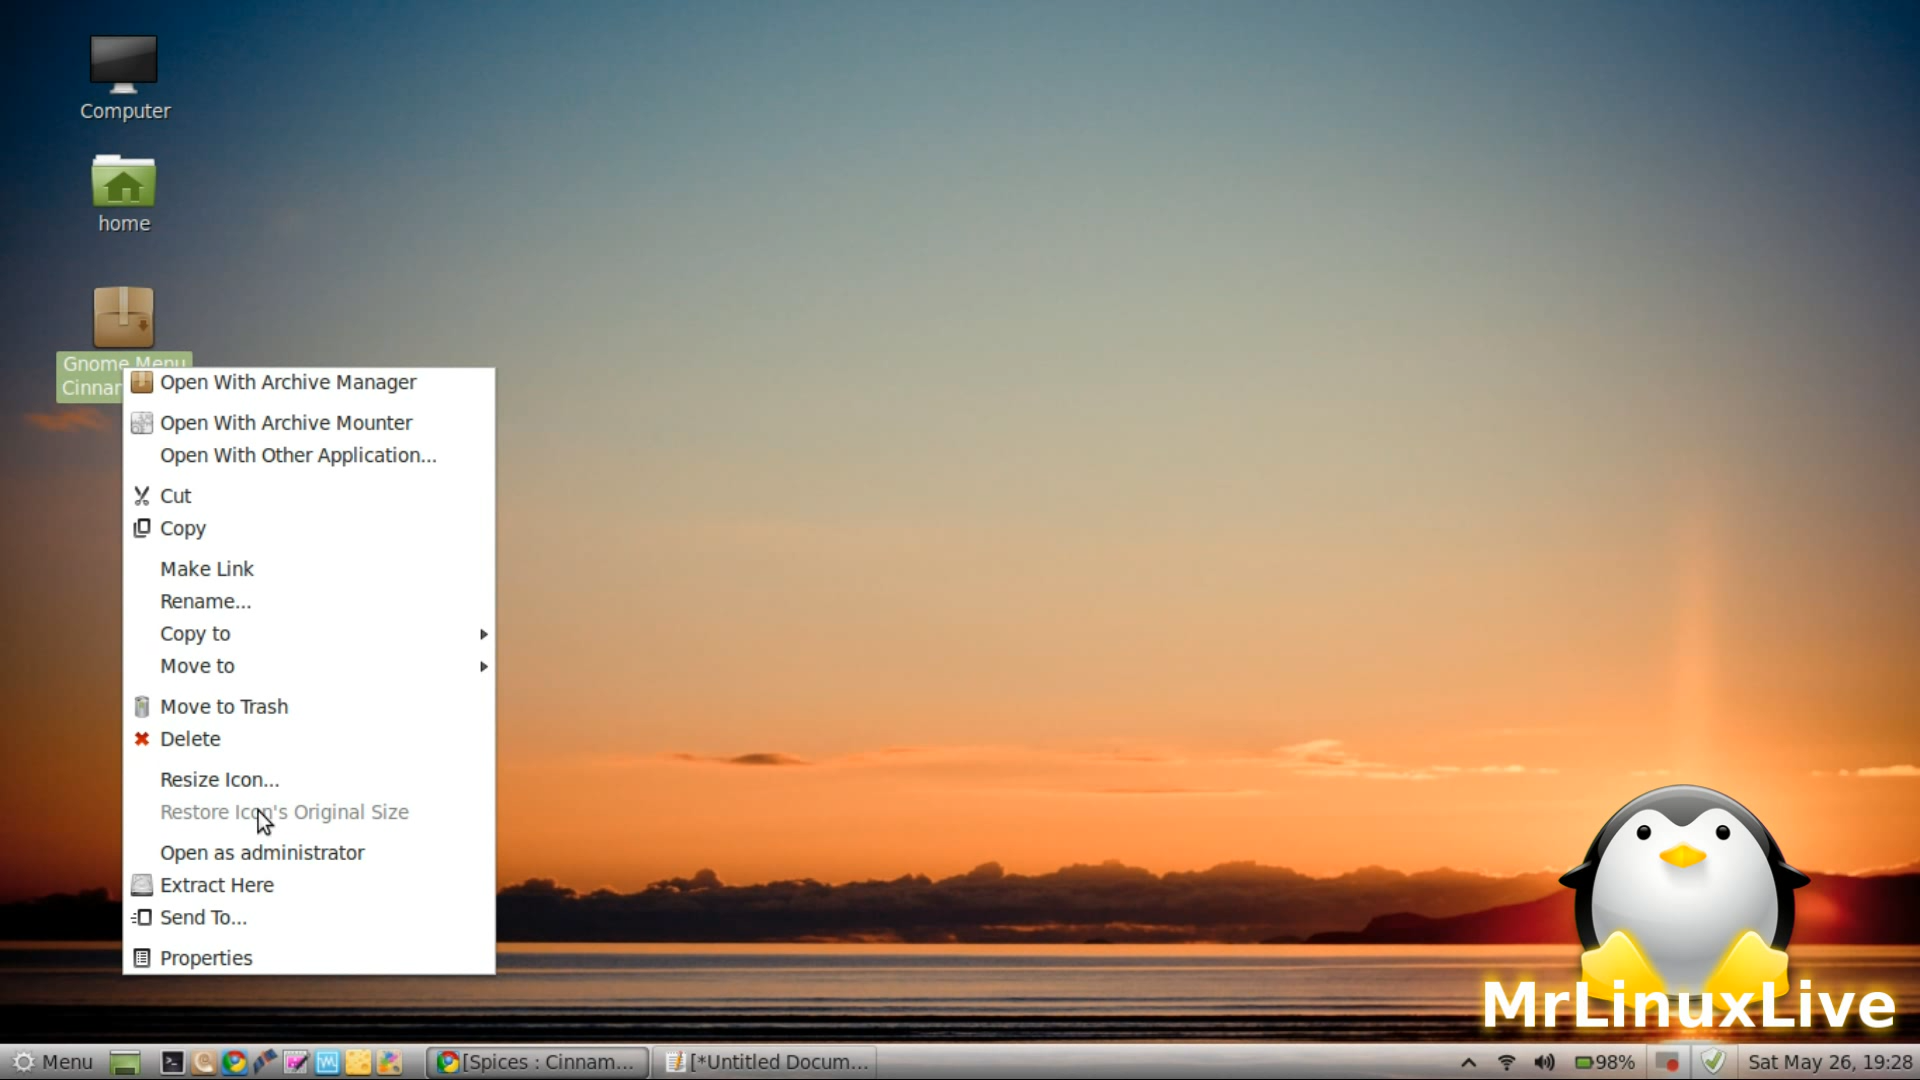 Computer
home
Gnome Menu
Open With Archive Manager
Open With Archive Mounter
Open With Other Application...
Cut
Copy
Make Link
Rename...
Copy to
Move to
Move to Trash
Delete
Resize Icon...
Restore Icon's Original Size
Open as administrator
Extract Here
Send To...
Properties
MrLinuxLive
Menu
[Spices : Cinnam...
[*Untitled Docum...
98%
Sat May 26, 19:28